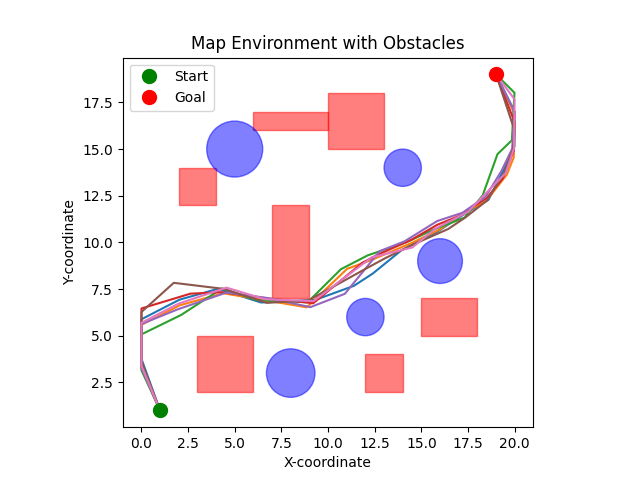 Map Environment with Obstacles
Start
Goal
Y-coordinate
17.5
15.0
12.5
10.0
7.5
5.0
2.5
0.0 2.5 5.0 7.5 10.0 12.5 15.0 17.5 20.0
X-coordinate